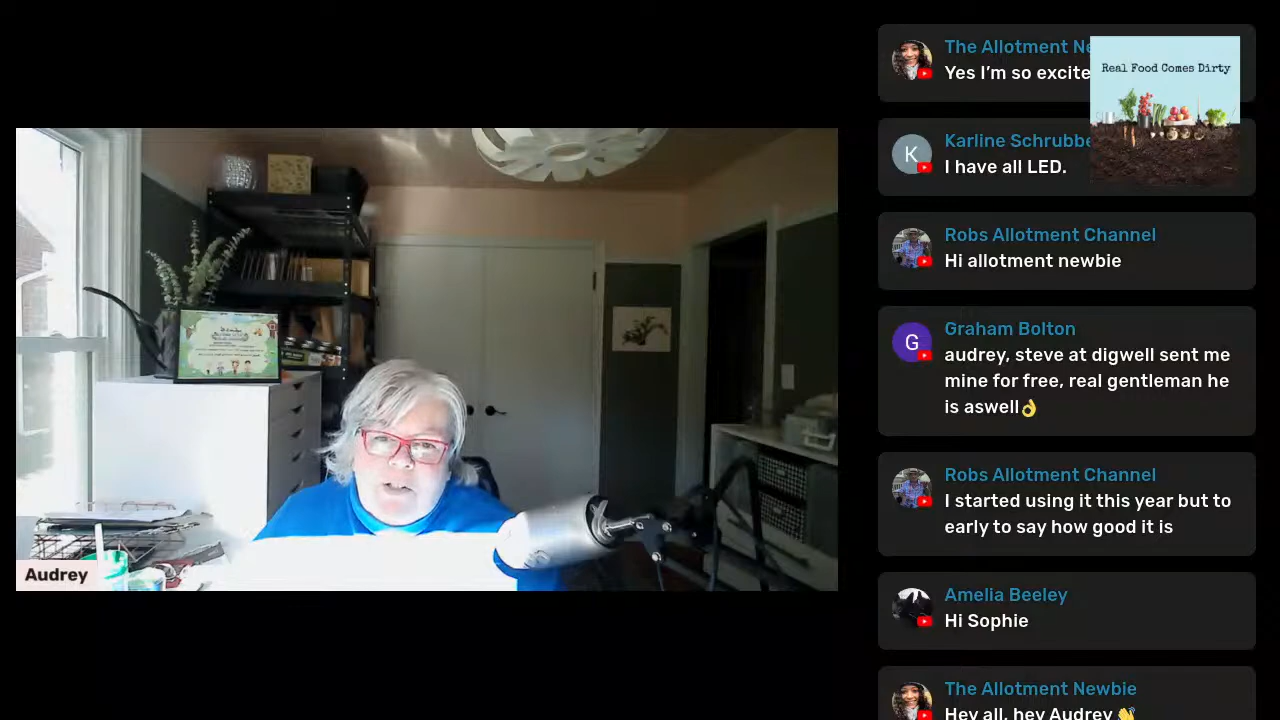 The Allotment Ne
Yes I’m so excite
Real Food Comes Dirty
Karline Schrubbe
I have all LED.
Robs Allotment Channel
Hi allotment newbie
Graham Bolton
G
audrey, steve at digwell sent me
mine for free, real gentleman he
is aswell👌
Robs Allotment Channel
I started using it this year but to
early to say how good it is
Amelia Beeley
Hi Sophie
The Allotment Newbie
Hey all, hey Audrey 👋
K
Audrey